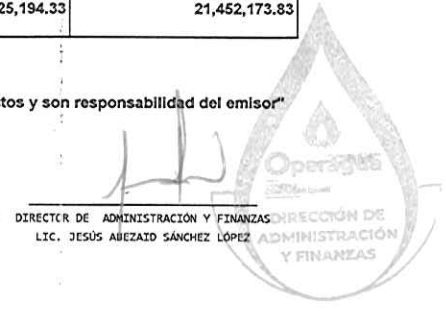 25,194.33 21,452,173.83
tos y son responsabilidad del emisor"
Operagua
DIRECTOR DE ADMINISTRACIÓN Y FINANZAS
LIC. JESÚS ABEZAID SÁNCHEZ LÓPEZ
DIRECCIÓN DE
ADMINISTRACIÓN
Y FINANZAS